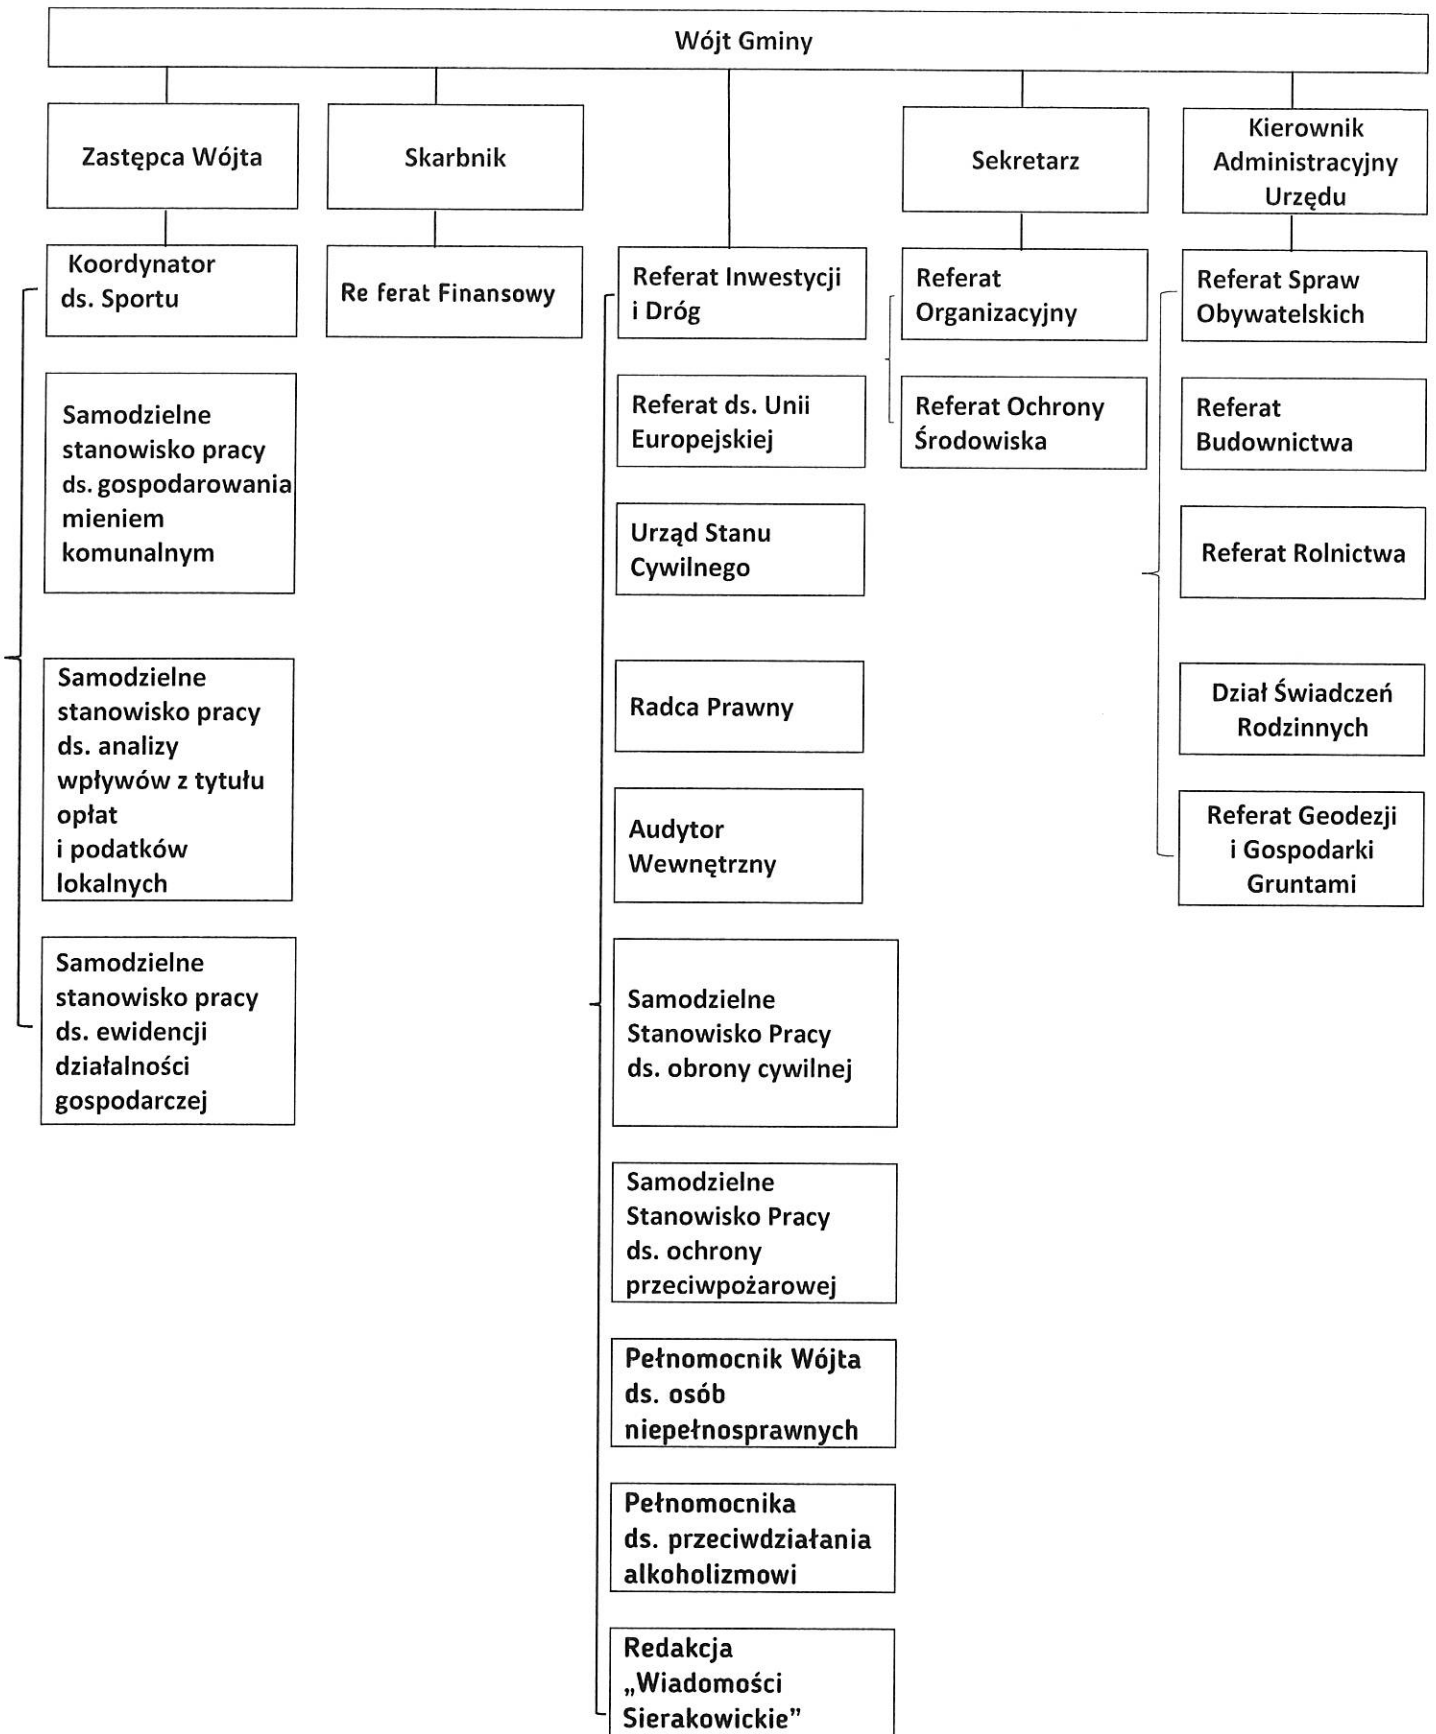 Wójt Gminy
Zastępca Wójta
Skarbnik
Sekretarz
Kierownik
Administracyjny
Urzędu
Koordynator
ds. Sportu
Samodzielne
stanowisko pracy
ds. gospodarowania
mieniem
komunalnym
Samodzielne
stanowisko pracy
ds. analizy
wpływów z tytułu
opłat
i podatków
lokalnych
Samodzielne
stanowisko pracy
ds. ewidencji
działalności
gospodarczej
Re ferat Finansowy
Referat Inwestycji
i Dróg
Referat ds. Unii
Europejskiej
Urząd Stanu
Cywilnego
Radca Prawny
Audytor
Wewnętrzny
Samodzielne
Stanowisko Pracy
ds. obrony cywilnej
Samodzielne
Stanowisko Pracy
ds. ochrony
przeciwpożarowej
Pełnomocnik Wójta
ds. osób
niepełnosprawnych
Pełnomocnika
ds. przeciwdziałania
alkoholizmowi
Redakcja
„Wiadomości
Sierakowickie”
Referat
Organizacyjny
Referat Ochrony
Środowiska
Referat Spraw
Obywatelskich
Referat
Budownictwa
Referat Rolnictwa
Dział Świadczeń
Rodzinnych
Referat Geodezji
i Gospodarki
Gruntami